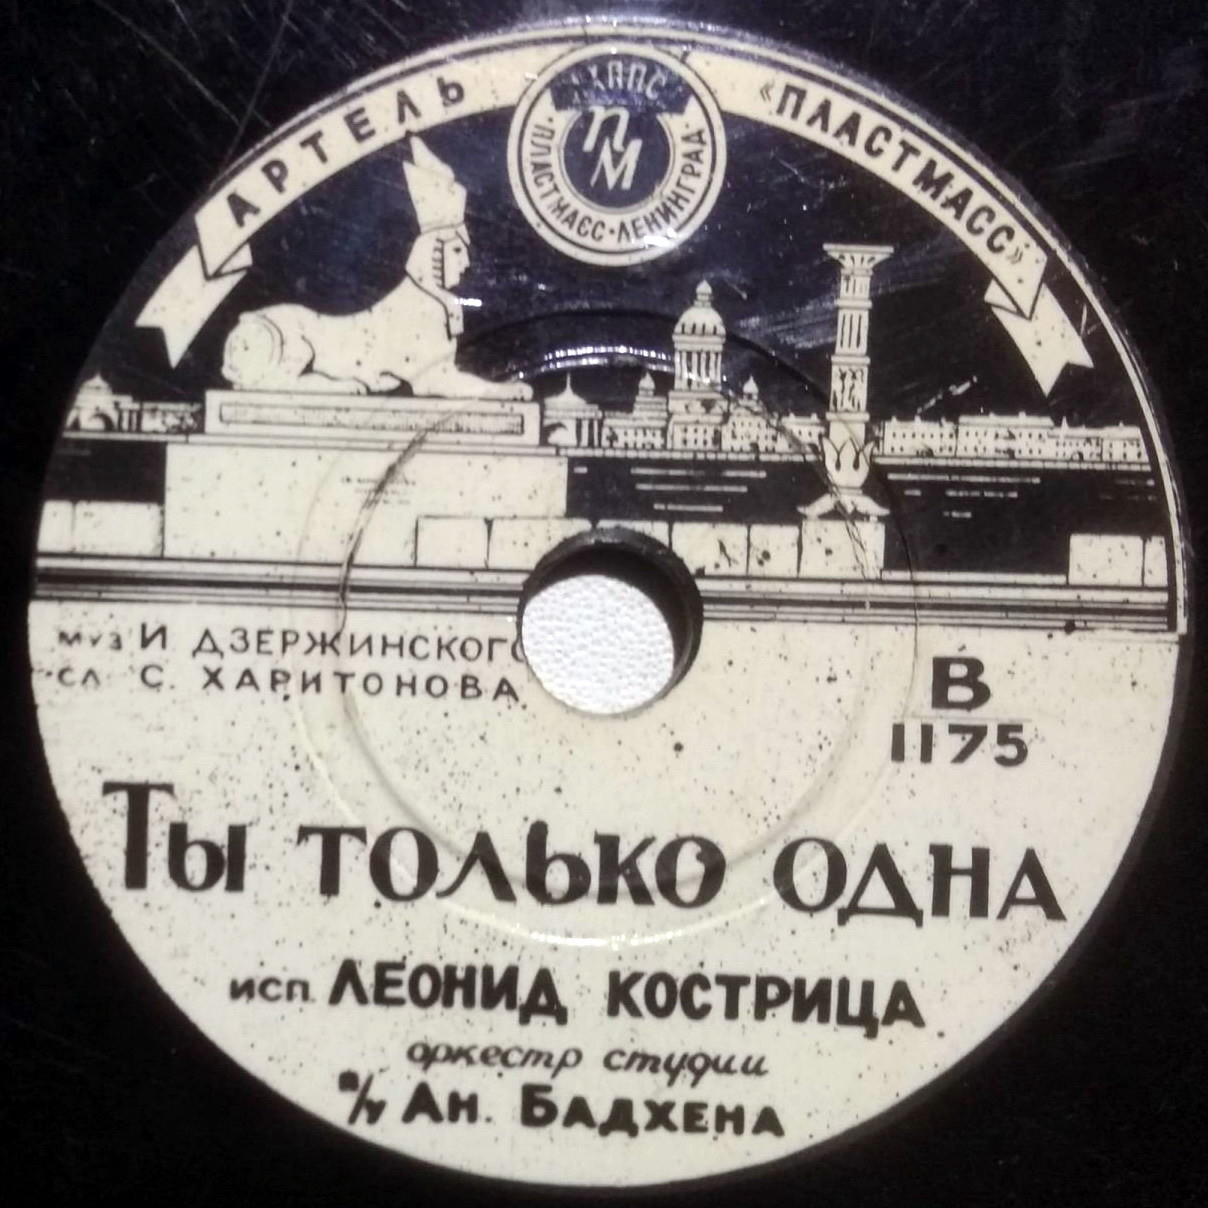 АРТЕЛЬ «ПЛАСТМАСС»
ПМ
ПЛАСТМАСС·ЛЕНИНГРАД·
муз И ДЗЕРЖИНСКОГО
сл С. ХАРИТОНОВА
В
1175
Ты только одна
исп. ЛЕОНИД КОСТРИЦА
оркестр студии
п/у Ан. БАДХЕНА